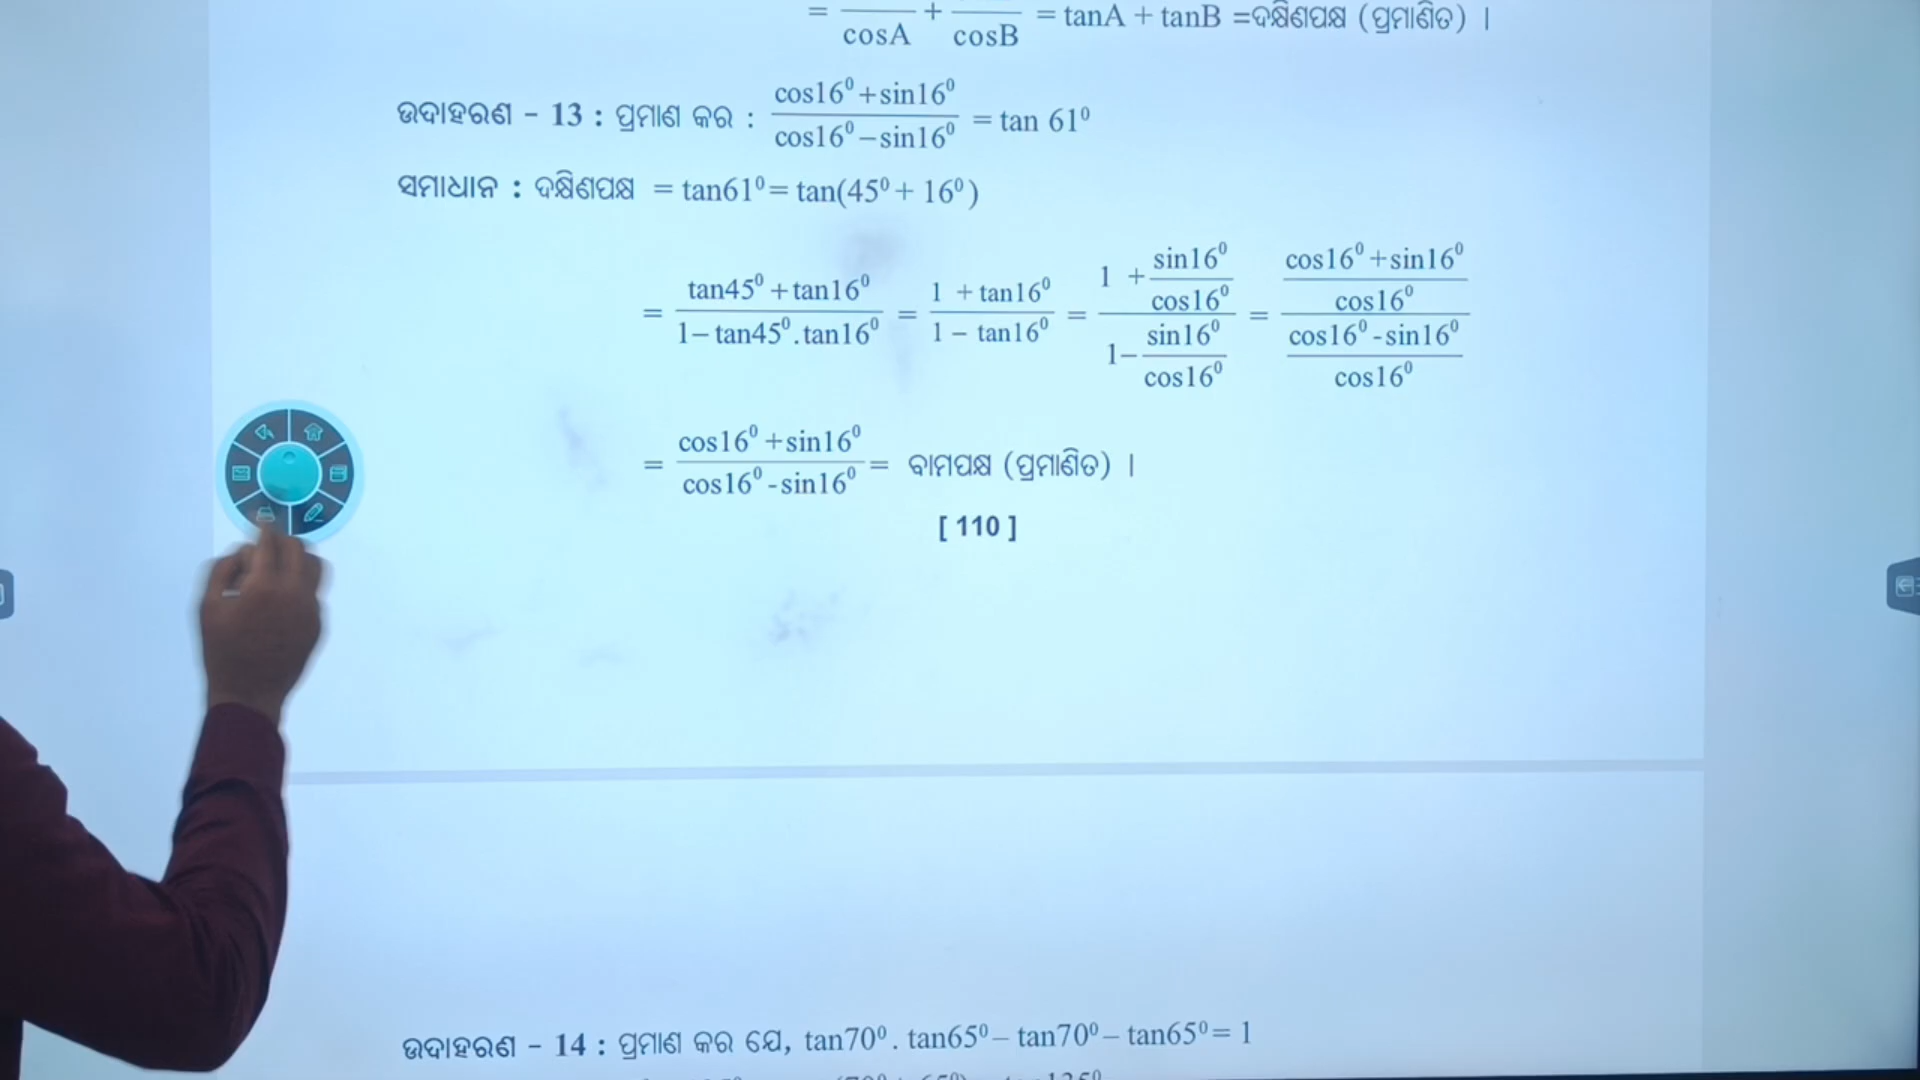 = ──── + ──── = tanA + tanB =ଦକ୍ଷିଣପକ୍ଷ (ପ୍ରମାଣିତ) ।
cosA cosB
ଉଦାହରଣ - 13 : ପ୍ରମାଣ କର : (cos16⁰+sin16⁰)/(cos16⁰−sin16⁰) = tan 61⁰
ସମାଧାନ : ଦକ୍ଷିଣପକ୍ଷ = tan61⁰= tan(45⁰+ 16⁰)
= (tan45⁰+tan16⁰)/(1−tan45⁰.tan16⁰) = (1 +tan16⁰)/(1 − tan16⁰) = (1 + sin16⁰/cos16⁰)/(1− sin16⁰/cos16⁰) = ((cos16⁰+sin16⁰)/cos16⁰)/((cos16⁰-sin16⁰)/cos16⁰)
= (cos16⁰+sin16⁰)/(cos16⁰-sin16⁰) = ବାମପକ୍ଷ (ପ୍ରମାଣିତ) ।
[ 110 ]
ଉଦାହରଣ - 14 : ପ୍ରମାଣ କର ଯେ, tan70⁰. tan65⁰− tan70⁰− tan65⁰= 1